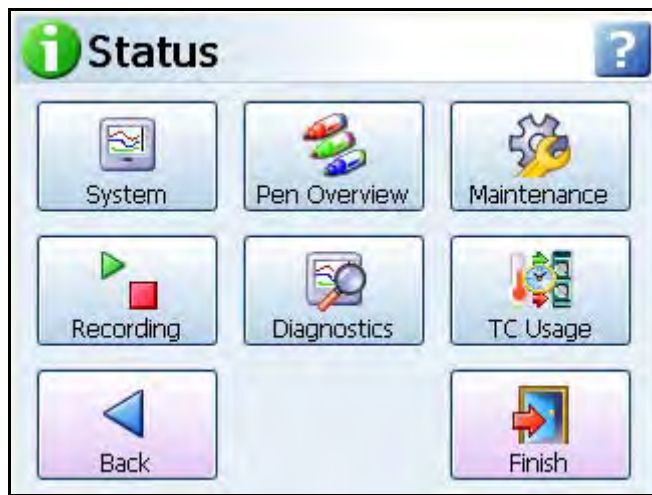 Status
?
System
Pen Overview
Maintenance
Recording
Diagnostics
TC Usage
Back
Finish